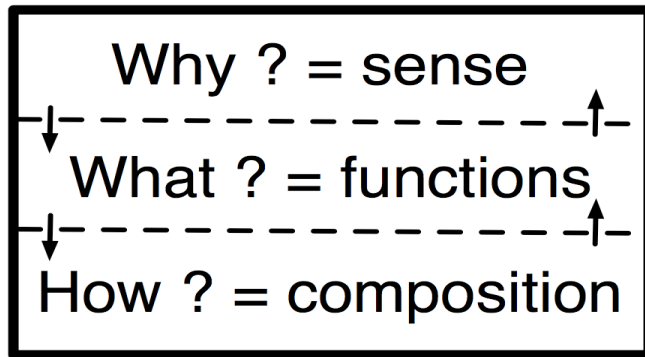 Why ? = sense
What ? = functions
How ? = composition